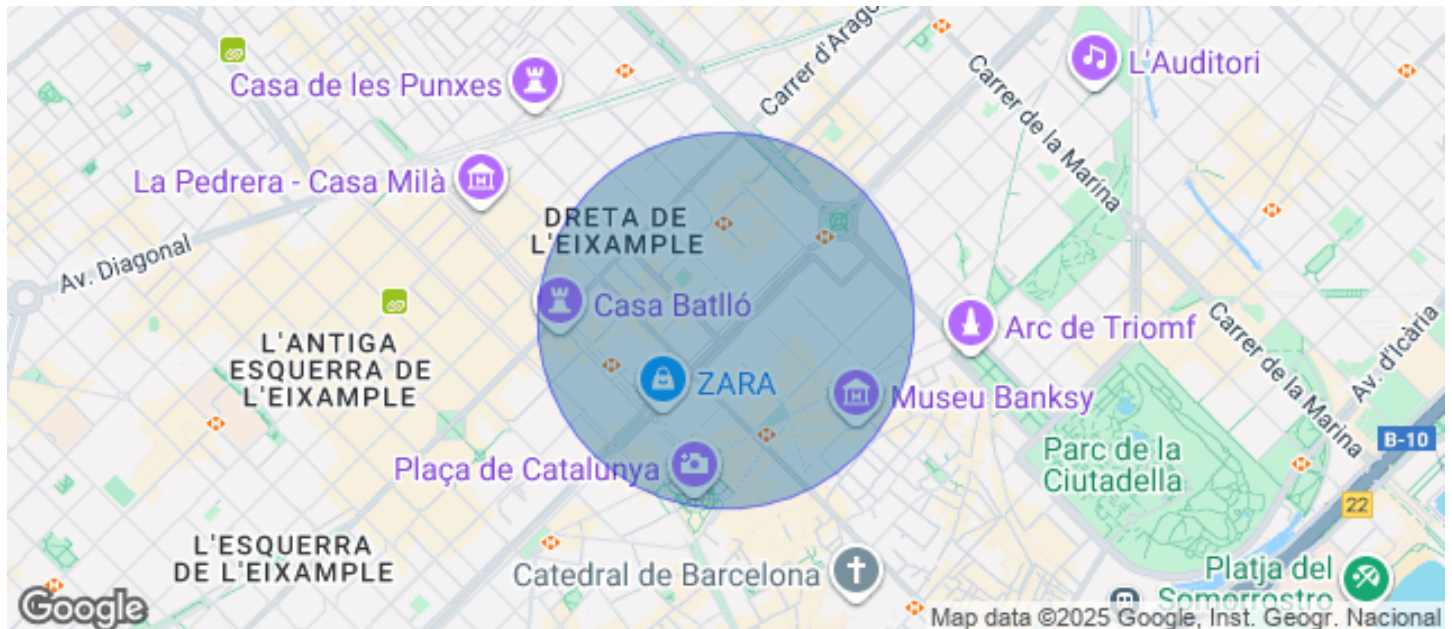 Carrer d'Arago
L'Auditori
Casa de les Punxes
Carrer de la Marina
La Pedrera - Casa Milà
DRETA DE
L'EIXAMPLE
Av. Diagonal
Casa Batlló
Arc de Triomf
L'ANTIGA
ESQUERRA DE
L'EIXAMPLE
Carrer de la Marina
Av. d'Icària
ZARA
Museu Banksy
B-10
Plaça de Catalunya
Parc de la
Ciutadella
22
L'ESQUERRA
DE L'EIXAMPLE
Catedral de Barcelona
Platja del
Somorrostro
Google
Map data ©2025 Google, Inst. Geogr. Nacional